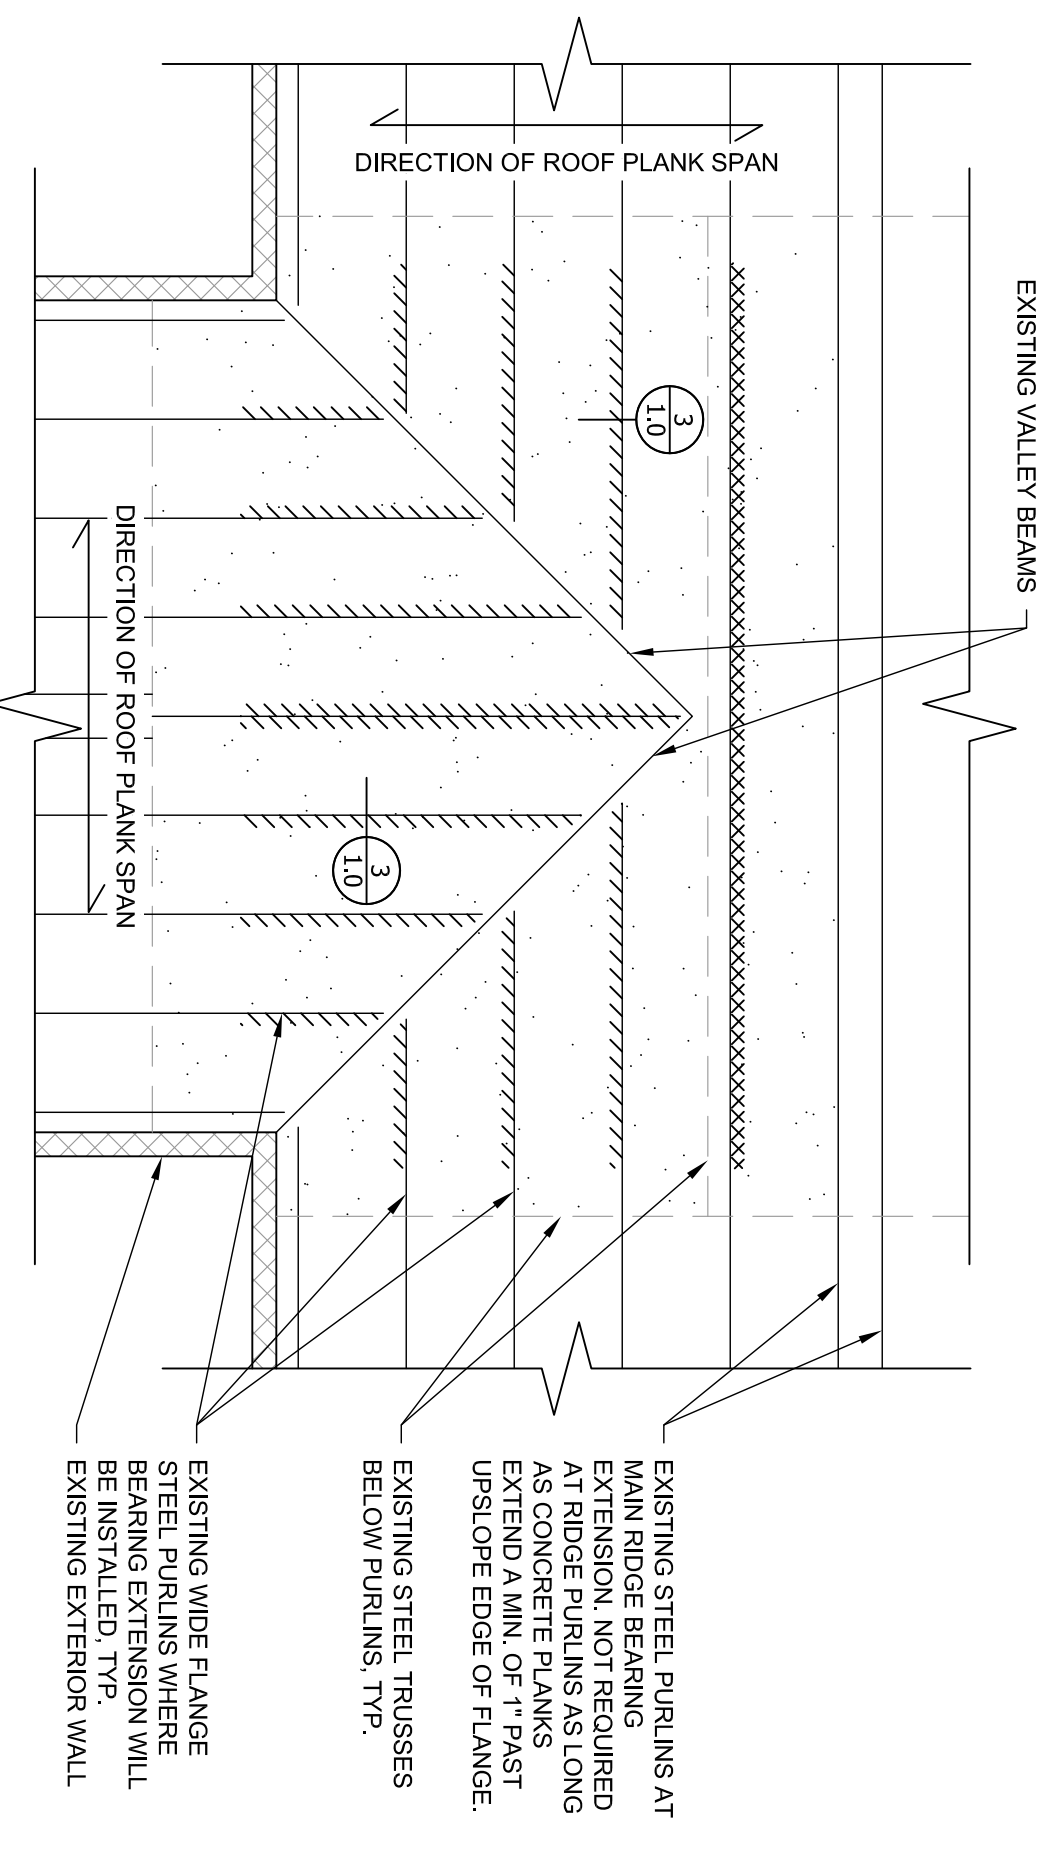 EXISTING VALLEY BEAMS
DIRECTION OF ROOF PLANK SPAN
3
1.0
DIRECTION OF ROOF PLANK SPAN
3
1.0
EXISTING STEEL PURLINS AT
MAIN RIDGE BEARING
EXTENSION. NOT REQUIRED
AT RIDGE PURLINS AS LONG
AS CONCRETE PLANKS
EXTEND A MIN. OF 1" PAST
UPSLOPE EDGE OF FLANGE.
EXISTING STEEL TRUSSES
BELOW PURLINS, TYP.
EXISTING WIDE FLANGE
STEEL PURLINS WHERE
BEARING EXTENSION WILL
BE INSTALLED, TYP.
EXISTING EXTERIOR WALL